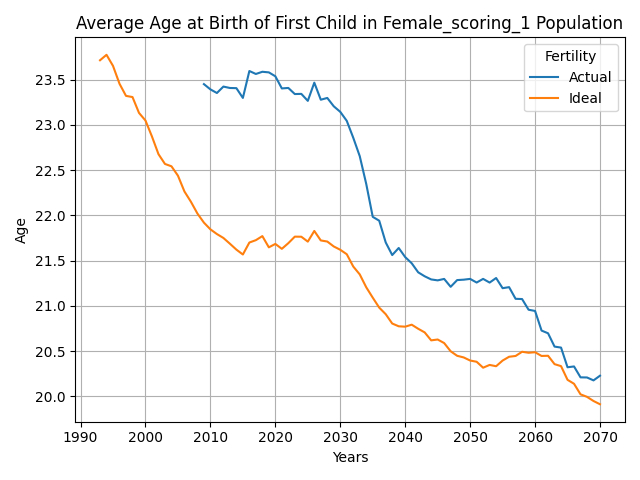 Average Age at Birth of First Child in Female_scoring_1 Population
Fertility
Actual
Ideal
23.5
23.0
22.5
22.0
21.5
21.0
20.5
20.0
Age
1990
2000
2010
2020
2030
2040
2050
2060
2070
Years